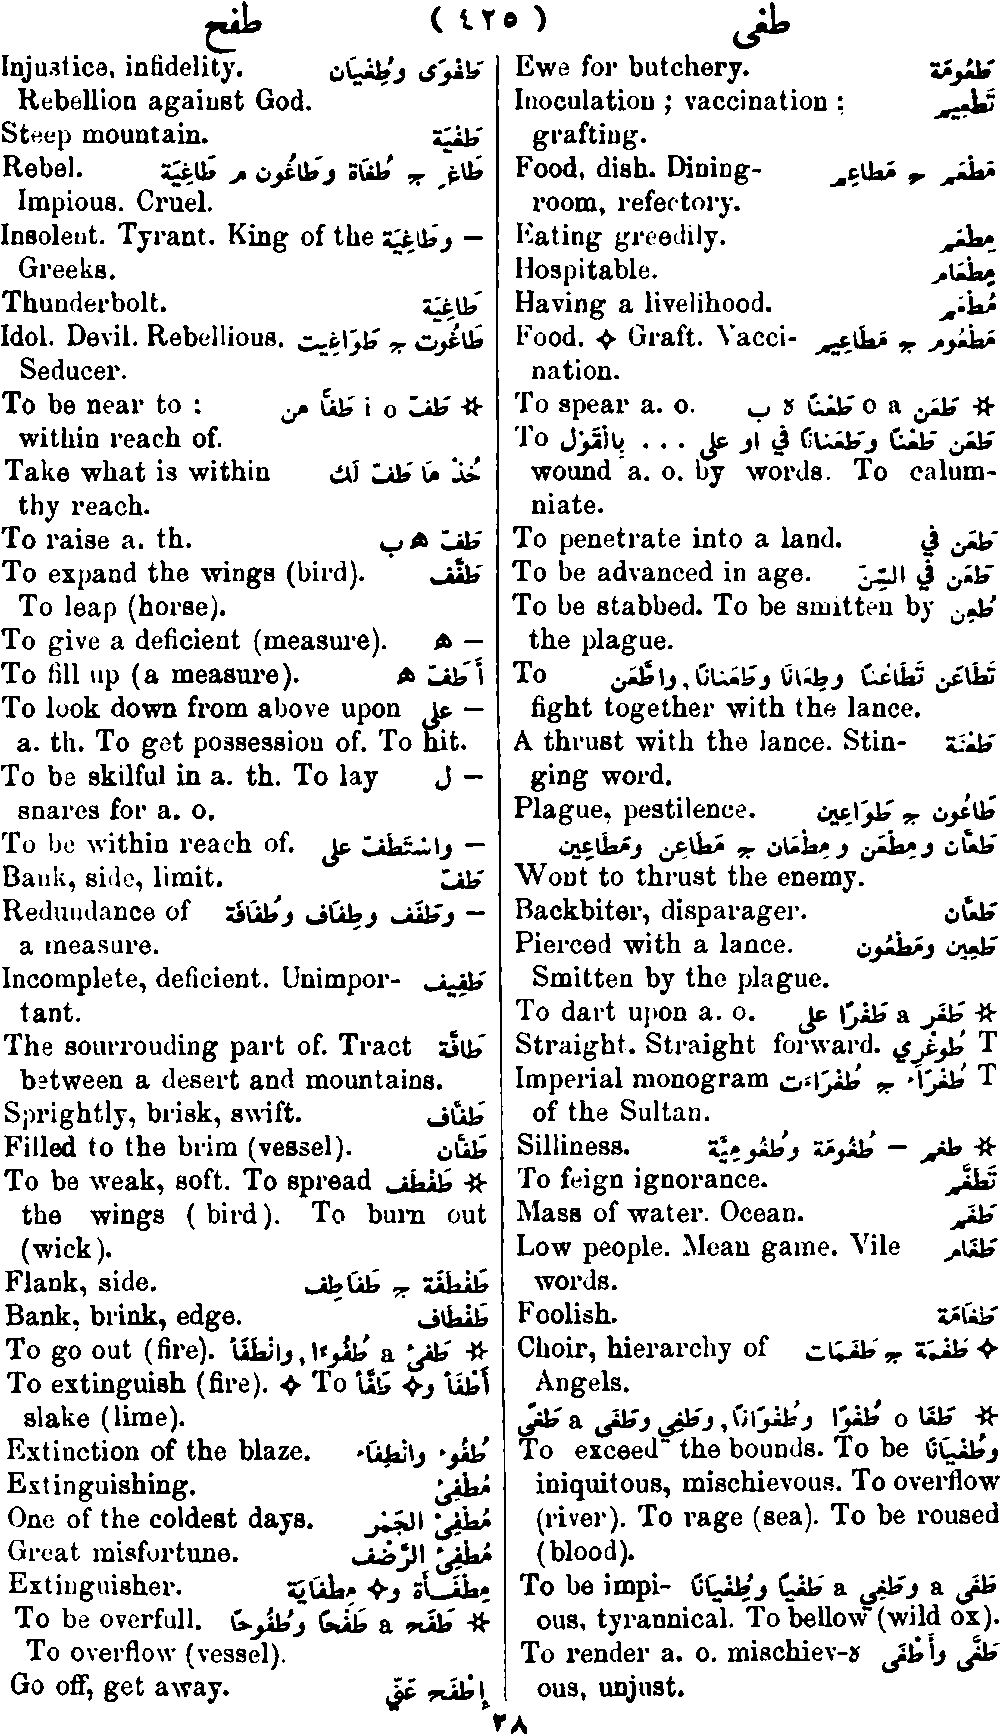 طغى ( ٤٢٥ ) طفح
Ewe for butchery. طَعُومَة
Inoculation ; vaccination ; تَطْعِيم
grafting.
Food, dish. Dining- مَطْعَم ج مَطَاعِم
room, refectory.
Eating greedily. مِطْعَم
Hospitable. مِطْعَام
Having a livelihood. مُطْعَم
Food. ✧ Graft. Vacci- مَطْعُوم ج مَطَاعِيم
nation.
To spear a. o. ☆ طَعَن a o طَعْنًا ه ب
To طَعَن طَعْنًا وطَعَنَانًا في او على ... بِالْقَوْل
wound a. o. by words. To calum-
niate.
To penetrate into a land. طَعَن في
To be advanced in age. طَعَن في السِّنّ
To be stabbed. To be smitten by طُعِن
the plague.
To تَطَاعَن تَطَاعُنًا وطِعَانًا وطَعَنَانًا, واطَّعَن
fight together with the lance.
A thrust with the lance. Stin- طَعْنَة
ging word.
Plague, pestilence. طَاعُون ج طَوَاعِين
طَعَّان ومِطْعَن ومِطْعَان ج مَطَاعِن ومَطَاعِين
Wont to thrust the enemy.
Backbiter, disparager. طَعَّان
Pierced with a lance. طَعِين ومَطْعُون
Smitten by the plague.
To dart upon a. o. ☆ طَغَر a طَغْرًا على
Straight. Straight forward. T طُوغْرِي
Imperial monogram T طُغْرَاء ج طُغْرَاءَات
of the Sultan.
Silliness. ☆ طغم – طُغُومَة وطُغُومِيَّة
To feign ignorance. تَطَغَّم
Mass of water. Ocean. طَغَم
Low people. Mean game. Vile طَغَام
words.
Foolish. طَغَامَة
Choir, hierarchy of ✧ طَغْمَة ج طَغَمَات
Angels.
☆ طَغَا o طُغُوًّا وطُغْوَانًا, وطَغِي وطَغَى a طَغًى
To exceed the bounds. To be وطُغْيَانًا
iniquitous, mischievous. To overflow
(river). To rage (sea). To be roused
(blood).
To be impi- طَغَى a وطَغِي a طَغْيًا وطُغْيَانًا
ous, tyrannical. To bellow (wild ox).
To render a. o. mischiev- طَغَّى وأَطْغَى ه
ous, unjust.
Injustice, infidelity. طَغْوَى وطُغْيَان
Rebellion against God.
Steep mountain. طَغْيَة
Rebel. طَاغٍ ج طُغَاة وطَاغُون م طَاغِيَة
Impious. Cruel.
Insolent. Tyrant. King of the – وطَاغِيَة
Greeks.
Thunderbolt. طَاغِيَة
Idol. Devil. Rebellious. طَاغُوت ج طَوَاغِيت
Seducer.
To be near to : ☆ طَفّ o i طَفًّا من
within reach of.
Take what is within خُذْ مَا طَفّ لَك
thy reach.
To raise a. th. طَفّ ه ب
To expand the wings (bird). طَفَّف
To leap (horse).
To give a deficient (measure). – ه
To fill up (a measure). أَطَفّ ه
To look down from above upon – على
a. th. To get possession of. To hit.
To be skilful in a. th. To lay – ل
snares for a. o.
To be within reach of. – واسْتَطَفّ على
Bank, side, limit. طَفّ
Redundance of – وطَفَف وطِفَاف وطُفَافَة
a measure.
Incomplete, deficient. Unimpor- طَفِيف
tant.
The sourrouding part of. Tract طَافَّة
between a desert and mountains.
Sprightly, brisk, swift. طَفَّاف
Filled to the brim (vessel). طَفَّان
To be weak, soft. To spread ☆ طَفْطَف
the wings ( bird). To burn out
(wick).
Flank, side. طَفْطَفَة ج طَفَاطِف
Bank, brink, edge. طَفْطَاف
To go out (fire). ☆ طَفِئ a طُفُوءًا, وانْطَفَأ
To extinguish (fire). ✧ To أَطْفَأ و✧ طَفَّأ
slake (lime).
Extinction of the blaze. طُفُوء وانْطِفَاء
Extinguishing. مُطْفِئ
One of the coldest days. مُطْفِئ الجَمْر
Great misfortune. مُطْفِئ الرَّضْف
Extinguisher. مِطْفَأَة و✧ مِطْفَايَة
To be overfull. ☆ طَفَح a طَفْحًا وطُفُوحًا
To overflow (vessel).
Go off, get away. إِطْفَح عَنِّي
٢٨